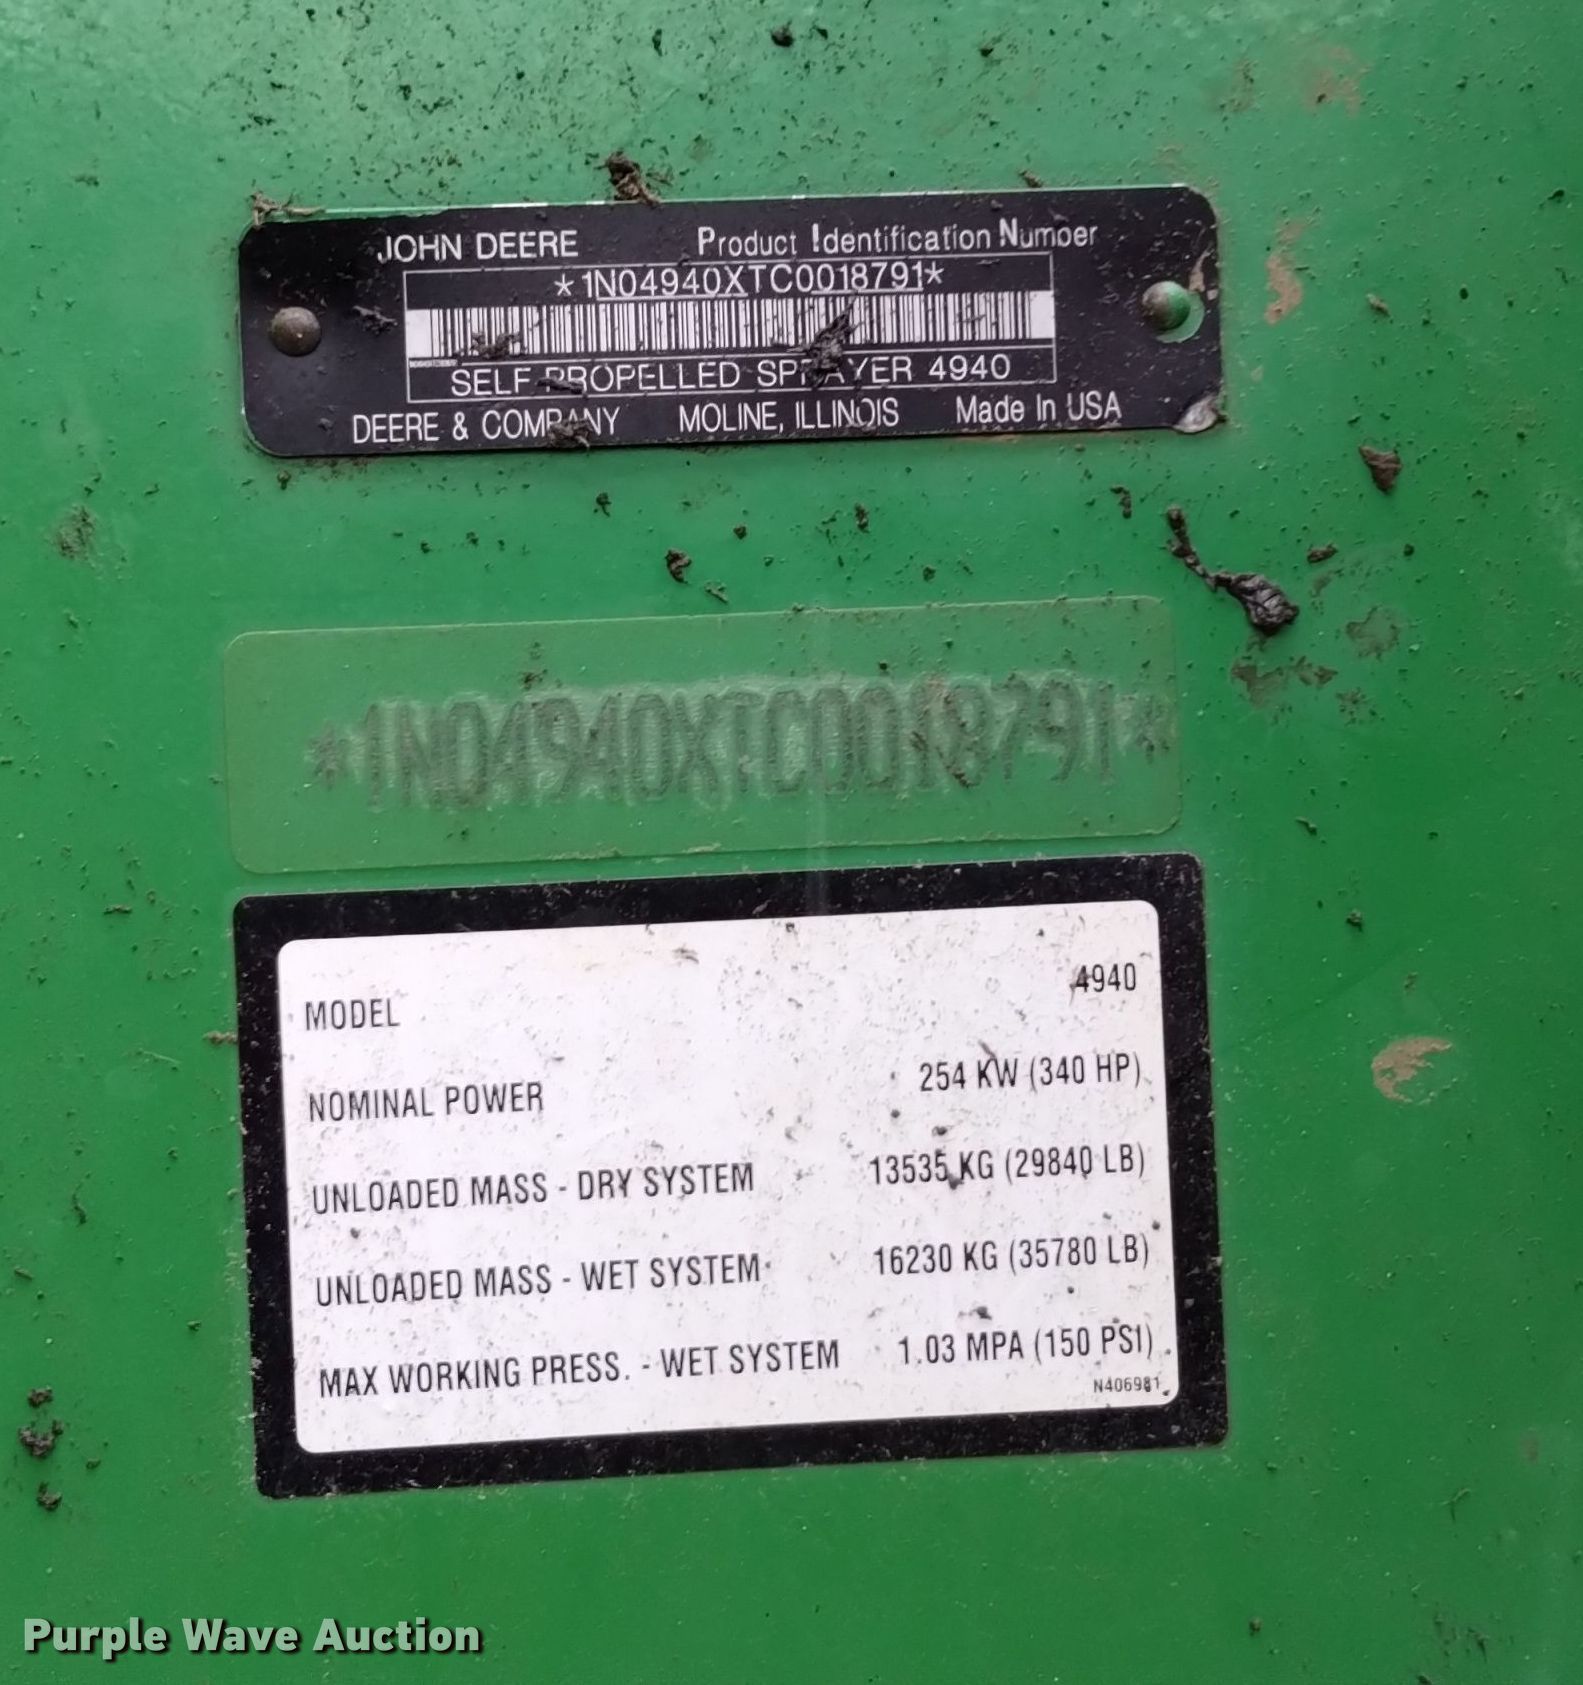 JOHN DEERE Product Identification Number
*1N04940XTC0018791*
SELF PROPELLED SPRAYER 4940
DEERE & COMPANY MOLINE, ILLINOIS Made In USA
*1N04940XTC0018791*
MODEL 4940
NOMINAL POWER 254 KW (340 HP)
UNLOADED MASS - DRY SYSTEM 13535 KG (29840 LB)
UNLOADED MASS - WET SYSTEM 16230 KG (35780 LB)
MAX WORKING PRESS. - WET SYSTEM 1.03 MPA (150 PSI)
N406981
Purple Wave Auction